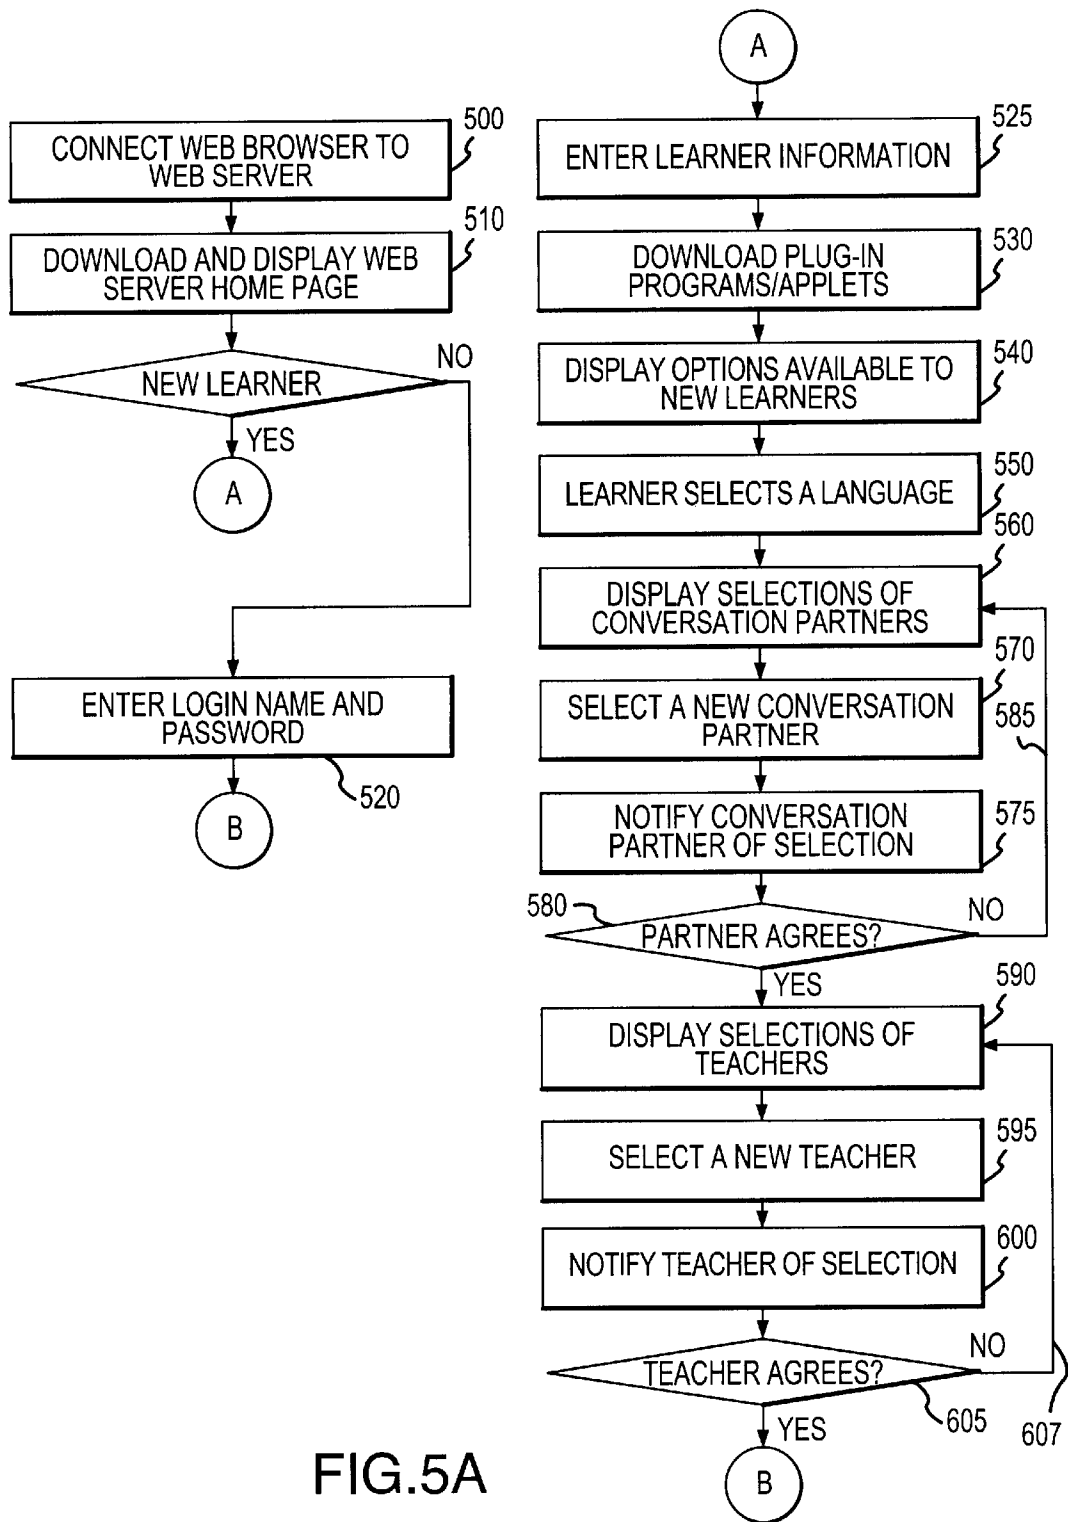 500
CONNECT WEB BROWSER TO
WEB SERVER
510
DOWNLOAD AND DISPLAY WEB
SERVER HOME PAGE
NEW LEARNER
NO
YES
A
ENTER LOGIN NAME AND
PASSWORD
520
B
A
525
ENTER LEARNER INFORMATION
530
DOWNLOAD PLUG-IN
PROGRAMS/APPLETS
540
DISPLAY OPTIONS AVAILABLE TO
NEW LEARNERS
550
LEARNER SELECTS A LANGUAGE
560
DISPLAY SELECTIONS OF
CONVERSATION PARTNERS
570
SELECT A NEW CONVERSATION
PARTNER
585
575
NOTIFY CONVERSATION
PARTNER OF SELECTION
580
PARTNER AGREES?
NO
YES
590
DISPLAY SELECTIONS OF
TEACHERS
595
SELECT A NEW TEACHER
600
NOTIFY TEACHER OF SELECTION
TEACHER AGREES?
NO
605
607
YES
B
FIG.5A